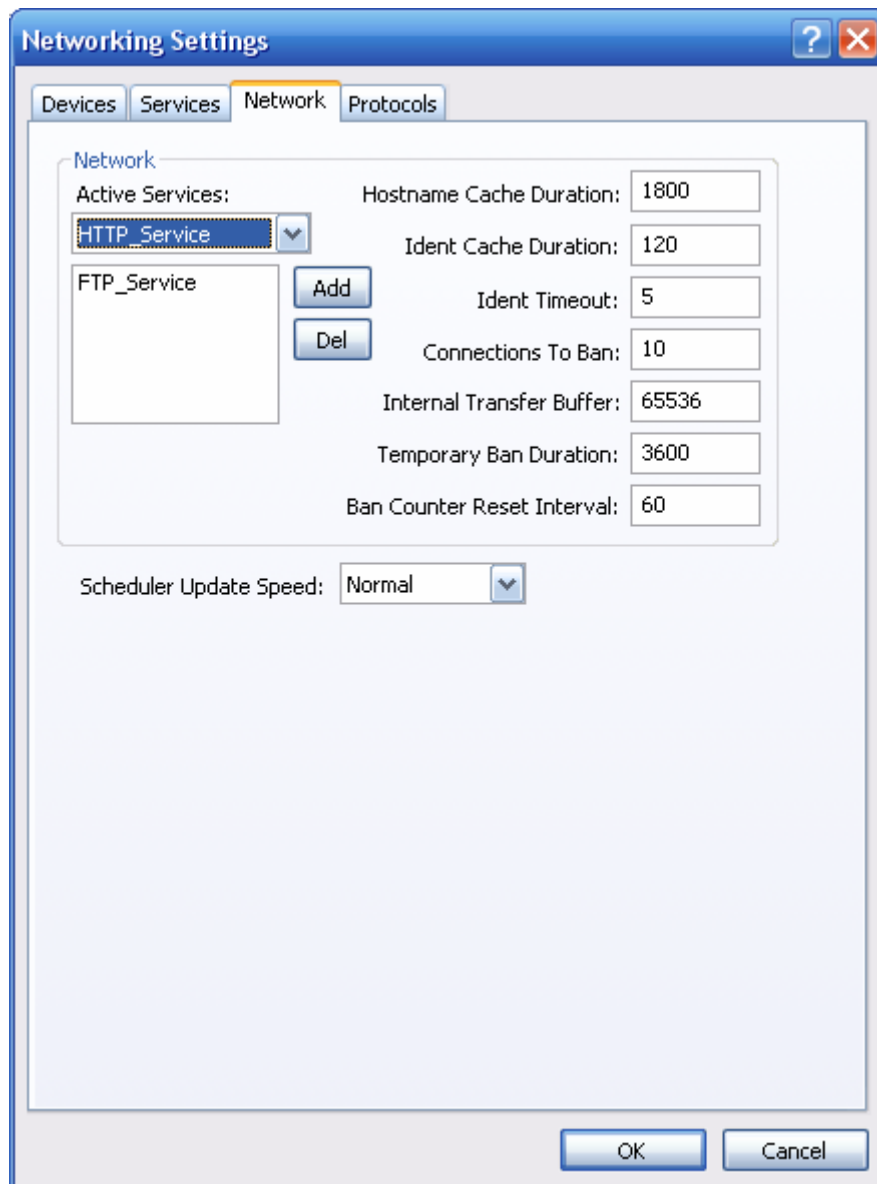 Networking Settings
Devices Services Network Protocols
Network
Active Services:
HTTP_Service
FTP_Service
Add
Del
Hostname Cache Duration: 1800
Ident Cache Duration: 120
Ident Timeout: 5
Connections To Ban: 10
Internal Transfer Buffer: 65536
Temporary Ban Duration: 3600
Ban Counter Reset Interval: 60
Scheduler Update Speed: Normal
OK Cancel